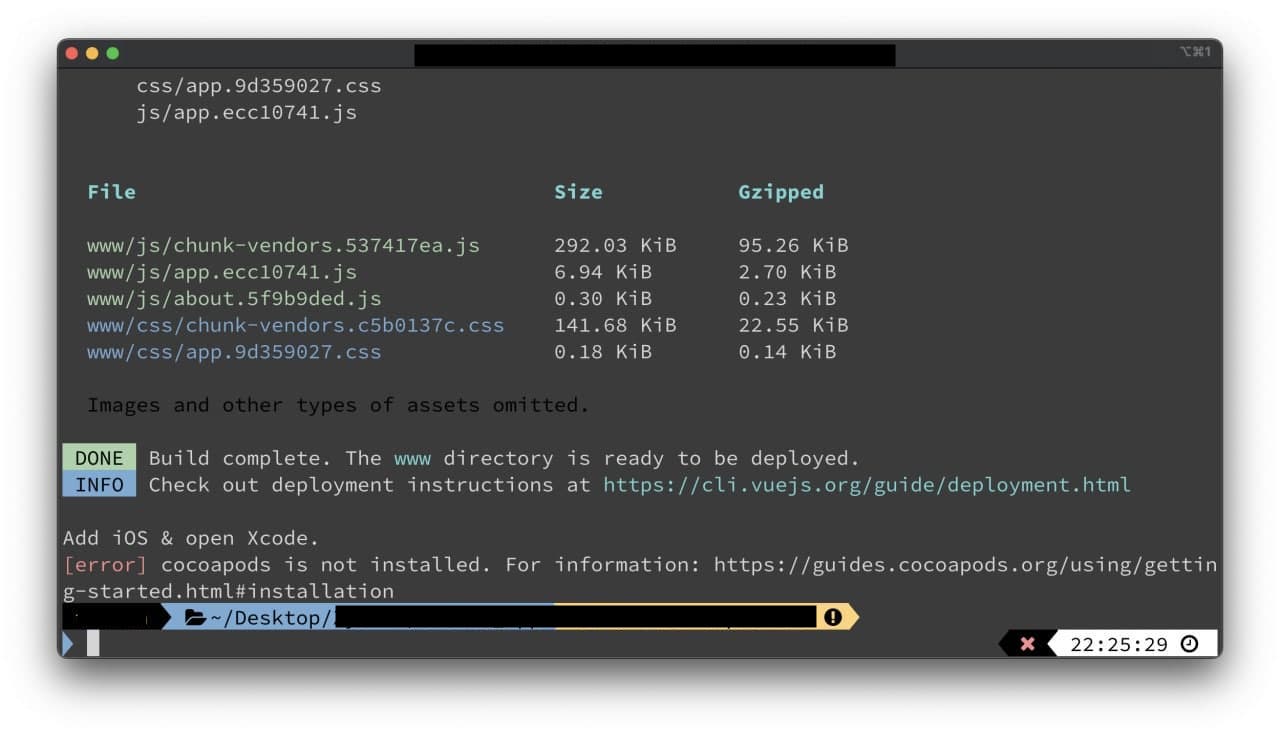 ⌥⌘1
css/app.9d359027.css
js/app.ecc10741.js
File Size Gzipped
www/js/chunk-vendors.537417ea.js 292.03 KiB 95.26 KiB
www/js/app.ecc10741.js 6.94 KiB 2.70 KiB
www/js/about.5f9b9ded.js 0.30 KiB 0.23 KiB
www/css/chunk-vendors.c5b0137c.css 141.68 KiB 22.55 KiB
www/css/app.9d359027.css 0.18 KiB 0.14 KiB
Images and other types of assets omitted.
DONE Build complete. The www directory is ready to be deployed.
INFO Check out deployment instructions at https://cli.vuejs.org/guide/deployment.html
Add iOS & open Xcode.
[error] cocoapods is not installed. For information: https://guides.cocoapods.org/using/gettin
g-started.html#installation
~/Desktop/
22:25:29